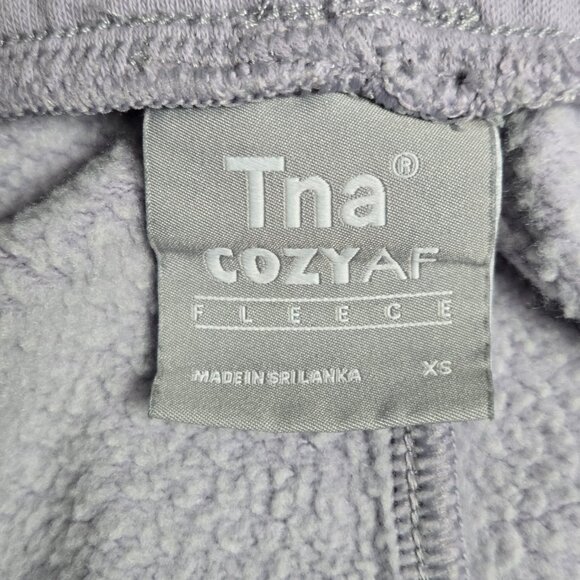 Tna®
COZYAF
FLEECE
MADE IN SRI LANKA XS